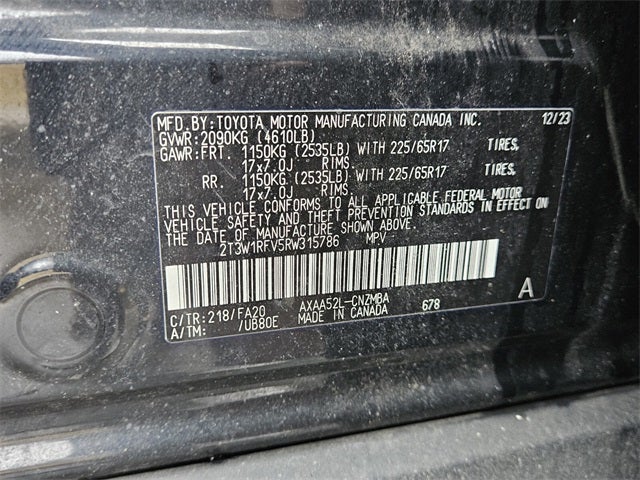 MFD.BY:TOYOTA MOTOR MANUFACTURING CANADA INC. 12/23
GVWR:2090KG (4610LB)
GAWR:FRT. 1150KG (2535LB) WITH 225/65R17 TIRES,
17x7.0J RIMS.
RR. 1150KG (2535LB) WITH 225/65R17 TIRES,
17x7.0J RIMS.
THIS VEHICLE CONFORMS TO ALL APPLICABLE FEDERAL MOTOR
VEHICLE SAFETY AND THEFT PREVENTION STANDARDS IN EFFECT ON
THE DATE OF MANUFACTURE SHOWN ABOVE.
2T3W1RFV5RW315786 MPV
C/TR:218/FA20 AXAA52L-CNZMBA 678 A
A/TM: /UB80E MADE IN CANADA